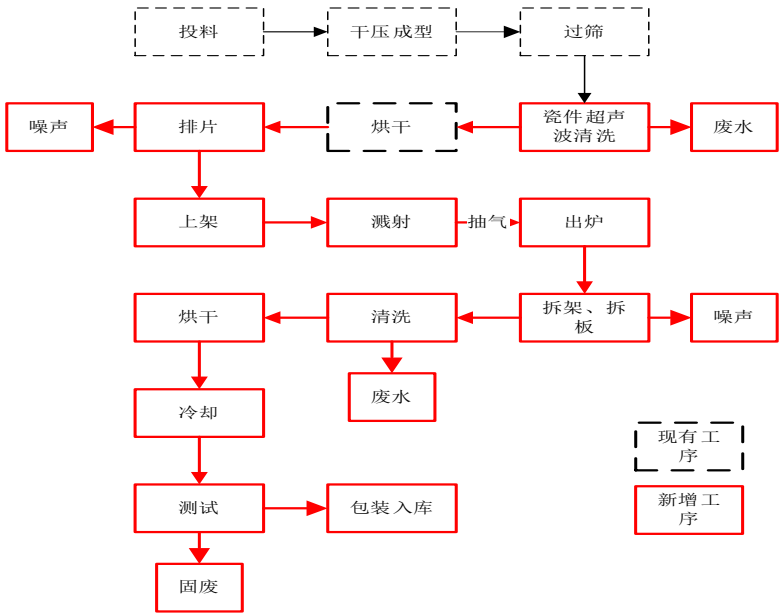 投料
干压成型
过筛
噪声
排片
烘干
瓷件超声
波清洗
废水
上架
溅射
抽气
出炉
烘干
清洗
拆架、拆
板
噪声
废水
冷却
现有工
序
测试
包装入库
新增工
序
固废